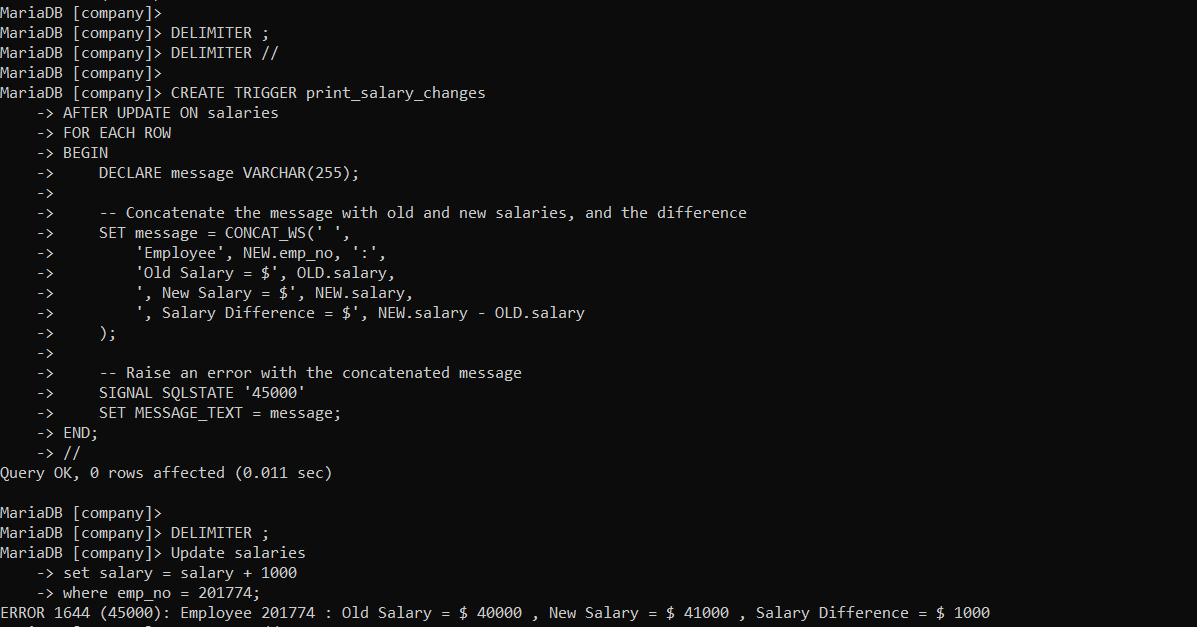 MariaDB [company]>
MariaDB [company]> DELIMITER ;
MariaDB [company]> DELIMITER //
MariaDB [company]>
MariaDB [company]> CREATE TRIGGER print_salary_changes
    -> AFTER UPDATE ON salaries
    -> FOR EACH ROW
    -> BEGIN
    ->     DECLARE message VARCHAR(255);
    ->
    ->     -- Concatenate the message with old and new salaries, and the difference
    ->     SET message = CONCAT_WS(' ',
    ->         'Employee', NEW.emp_no, ':',
    ->         'Old Salary = $', OLD.salary,
    ->         ', New Salary = $', NEW.salary,
    ->         ', Salary Difference = $', NEW.salary - OLD.salary
    ->     );
    ->
    ->     -- Raise an error with the concatenated message
    ->     SIGNAL SQLSTATE '45000'
    ->     SET MESSAGE_TEXT = message;
    -> END;
    -> //
Query OK, 0 rows affected (0.011 sec)
MariaDB [company]>
MariaDB [company]> DELIMITER ;
MariaDB [company]> Update salaries
    -> set salary = salary + 1000
    -> where emp_no = 201774;
ERROR 1644 (45000): Employee 201774 : Old Salary = $ 40000 , New Salary = $ 41000 , Salary Difference = $ 1000